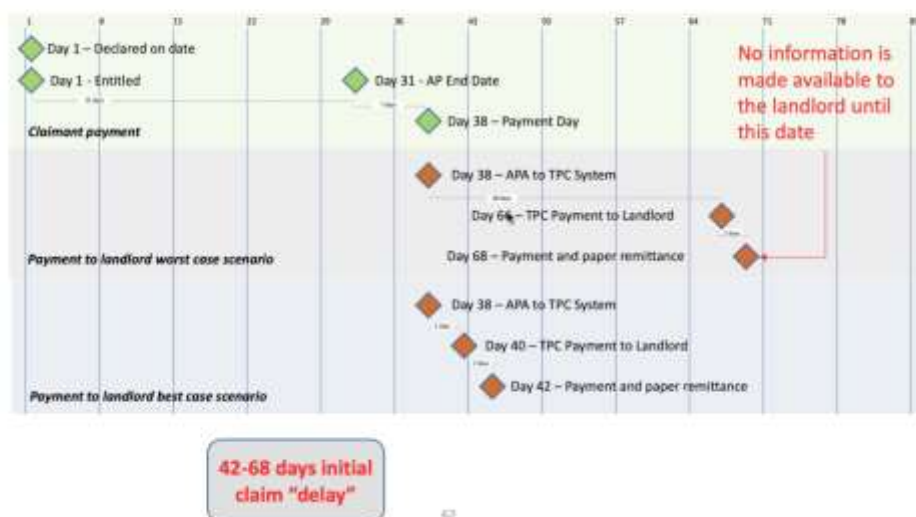 1
Day 1 – Declared on date
Day 1 - Entitled
Day 31 - AP End Date
Day 38 – Payment Day
Claimant payment
No information is
made available to
the landlord until
this date
Day 38 – APA to TPC System
Day 66 – TPC Payment to Landlord
Day 68 – Payment and paper remittance
Payment to landlord worst case scenario
Day 38 – APA to TPC System
Day 40 – TPC Payment to Landlord
Day 42 – Payment and paper remittance
Payment to landlord best case scenario
42-68 days initial
claim "delay"